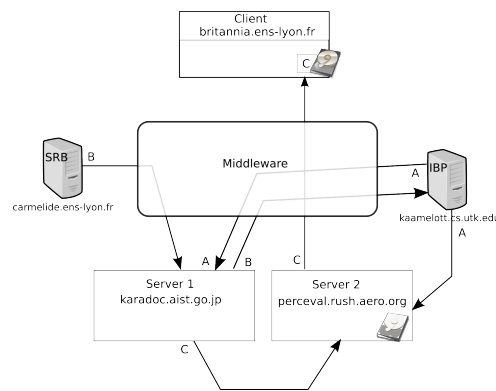 Client
britannia.ens-lyon.fr
C
SRB
B
Middleware
A
IBP
carmelide.ens-lyon.fr
kaamelott.cs.utk.edu
A
A
B
C
Server 1
karadoc.aist.go.jp
Server 2
perceval.rush.aero.org
C